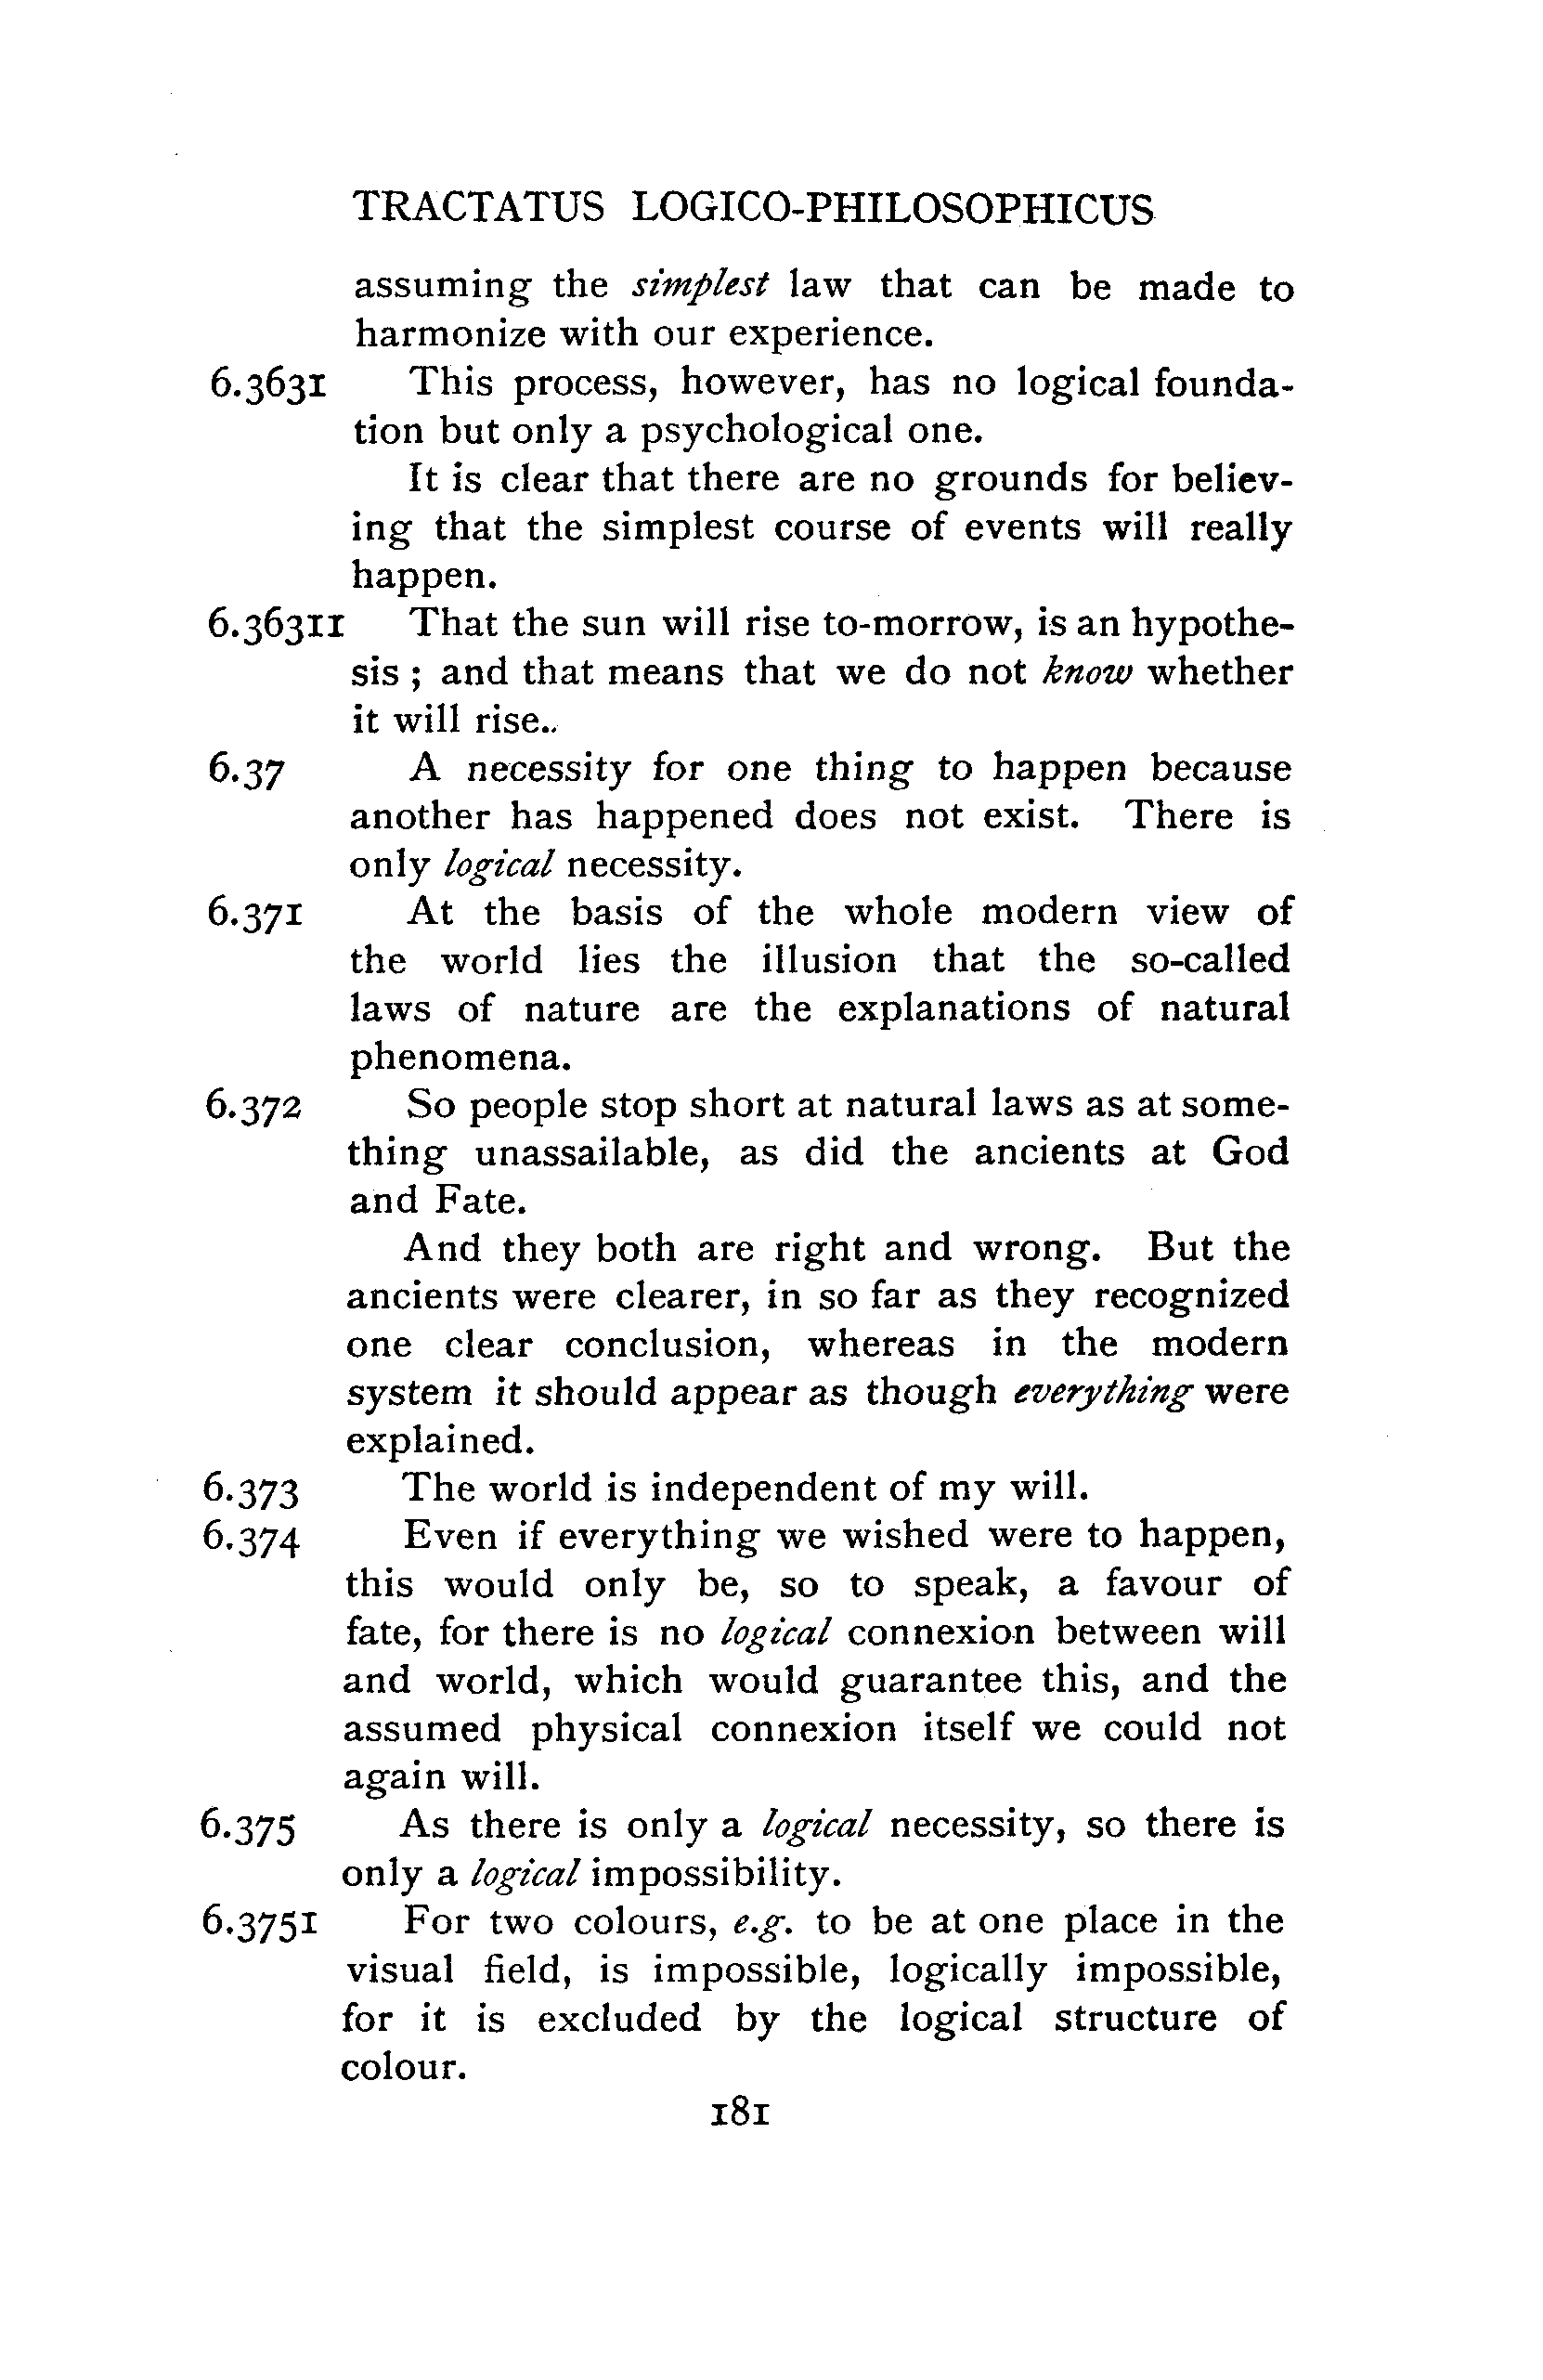 TRACTATUS LOGICO-PHILOSOPHICUS
assuming the simplest law that can be made to
harmonize with our experience.
6.3631 This process, however, has no logical founda-
tion but only a psychological one.
It is clear that there are no grounds for believ-
ing that the simplest course of events will really
happen.
6.36311 That the sun will rise to-morrow, is an hypothe-
sis ; and that means that we do not know whether
it will rise..
6.37 A necessity for one thing to happen because
another has happened does not exist. There is
only logical necessity.
6.371 At the basis of the whole modern view of
the world lies the illusion that the so-called
laws of nature are the explanations of natural
phenomena.
6.372 So people stop short at natural laws as at some-
thing unassailable, as did the ancients at God
and Fate.
And they both are right and wrong. But the
ancients were clearer, in so far as they recognized
one clear conclusion, whereas in the modern
system it should appear as though everything were
explained.
6.373 The world is independent of my will.
6.374 Even if everything we wished were to happen,
this would only be, so to speak, a favour of
fate, for there is no logical connexion between will
and world, which would guarantee this, and the
assumed physical connexion itself we could not
again will.
6.375 As there is only a logical necessity, so there is
only a logical impossibility.
6.3751 For two colours, e.g. to be at one place in the
visual field, is impossible, logically impossible,
for it is excluded by the logical structure of
colour.
181